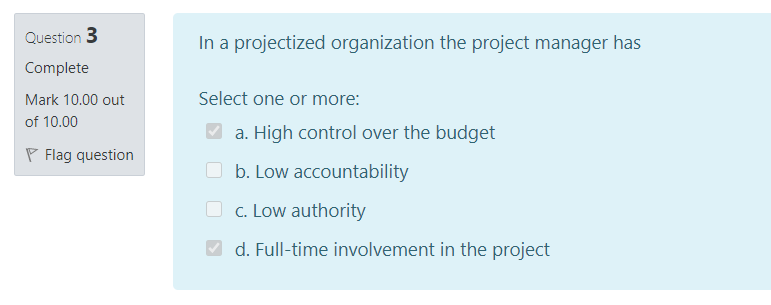 Question 3
Complete
Mark 10.00 out
of 10.00
Flag question
In a projectized organization the project manager has
Select one or more:
a. High control over the budget
b. Low accountability
c. Low authority
d. Full-time involvement in the project